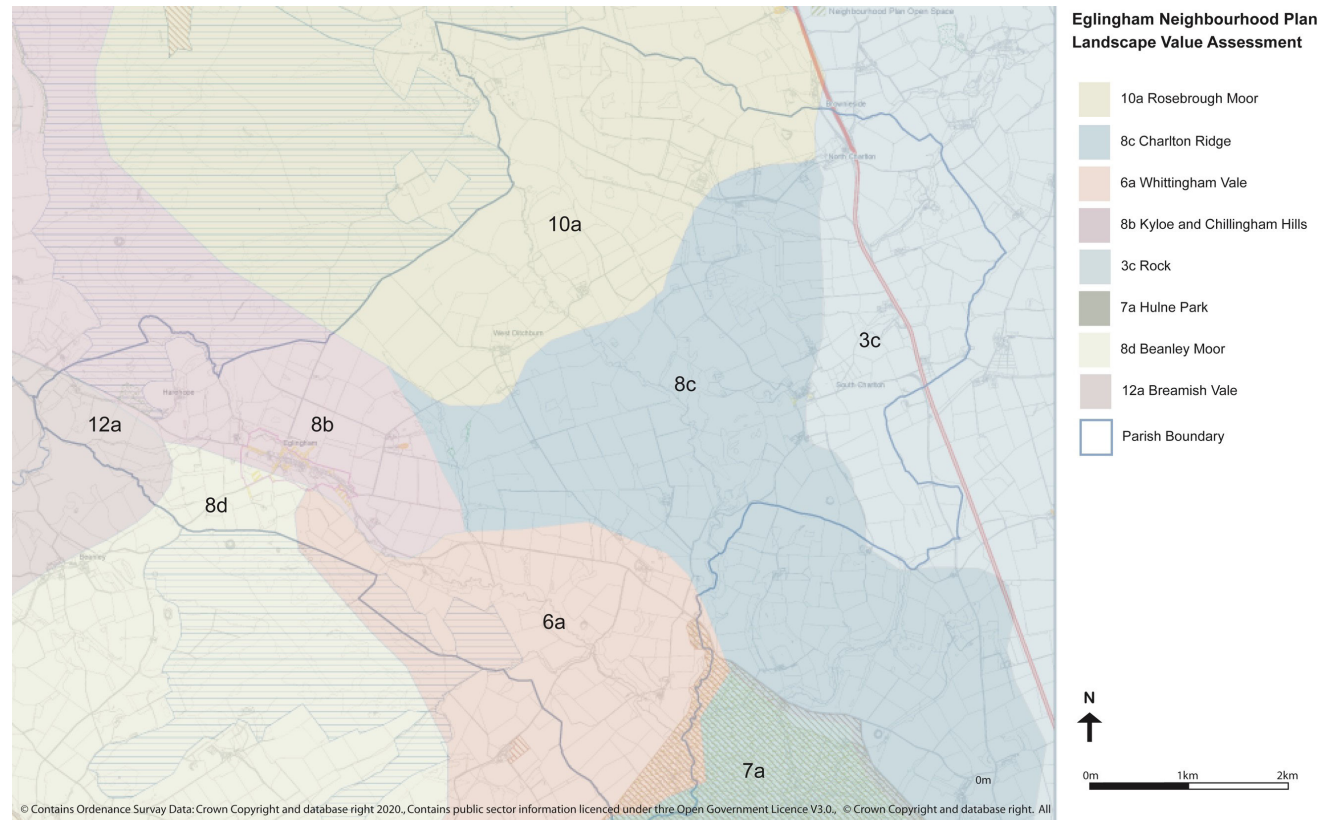 Eglingham Neighbourhood Plan
Landscape Value Assessment
10a Rosebrough Moor
8c Charlton Ridge
6a Whittingham Vale
8b Kyloe and Chillingham Hills
3c Rock
7a Hulne Park
8d Beanley Moor
12a Breamish Vale
Parish Boundary
Neighbourhood Plan Open Space
North Charlton
10a
West Ditchburn
3c
8c
South Charlton
12a
8b
Eglingham
8d
Beanley
6a
7a
0m
N
0m 1km 2km
© Contains Ordenance Survay Data: Crown Copyright and database right 2020., Contains public sector information licenced under thre Open Government Licence V3.0., © Crown Copyright and database right. All